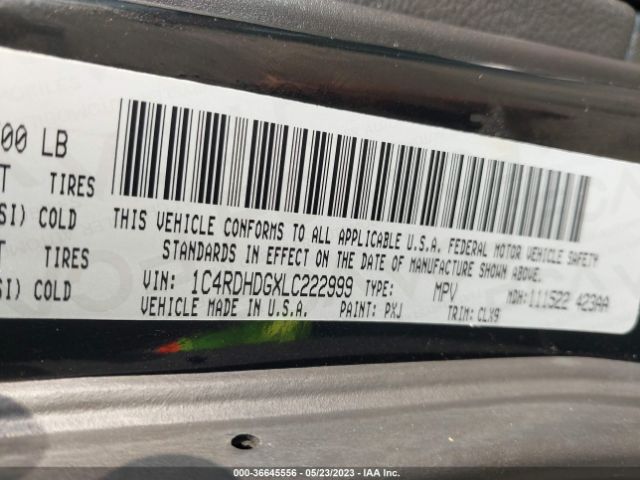 00 LB
T TIRES
SI) COLD
T TIRES
SI) COLD
THIS VEHICLE CONFORMS TO ALL APPLICABLE U.S.A. FEDERAL MOTOR VEHICLE SAFETY
STANDARDS IN EFFECT ON THE DATE OF MANUFACTURE SHOWN ABOVE.
VIN: 1C4RDHDGXLC222999 TYPE: MPV MDH: 111522 423AA
VEHICLE MADE IN U.S.A. PAINT: PXJ TRIM: CLX9
000-36645556 - 05/23/2023 - IAA Inc.